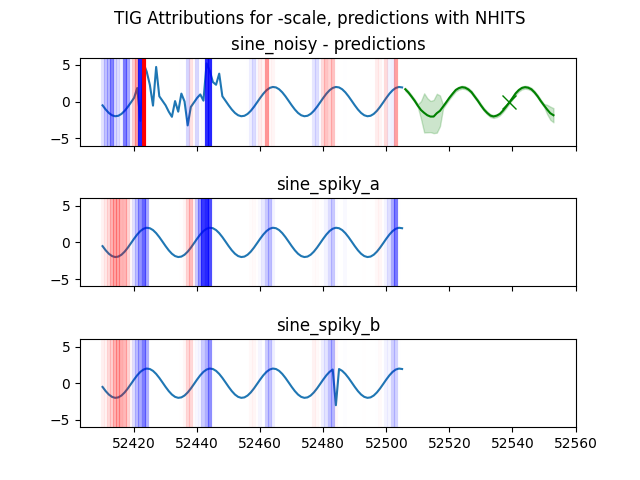 TIG Attributions for -scale, predictions with NHITS
sine_noisy - predictions
5
0
−5
sine_spiky_a
5
0
−5
sine_spiky_b
5
0
−5
52420 52440 52460 52480 52500 52520 52540 52560